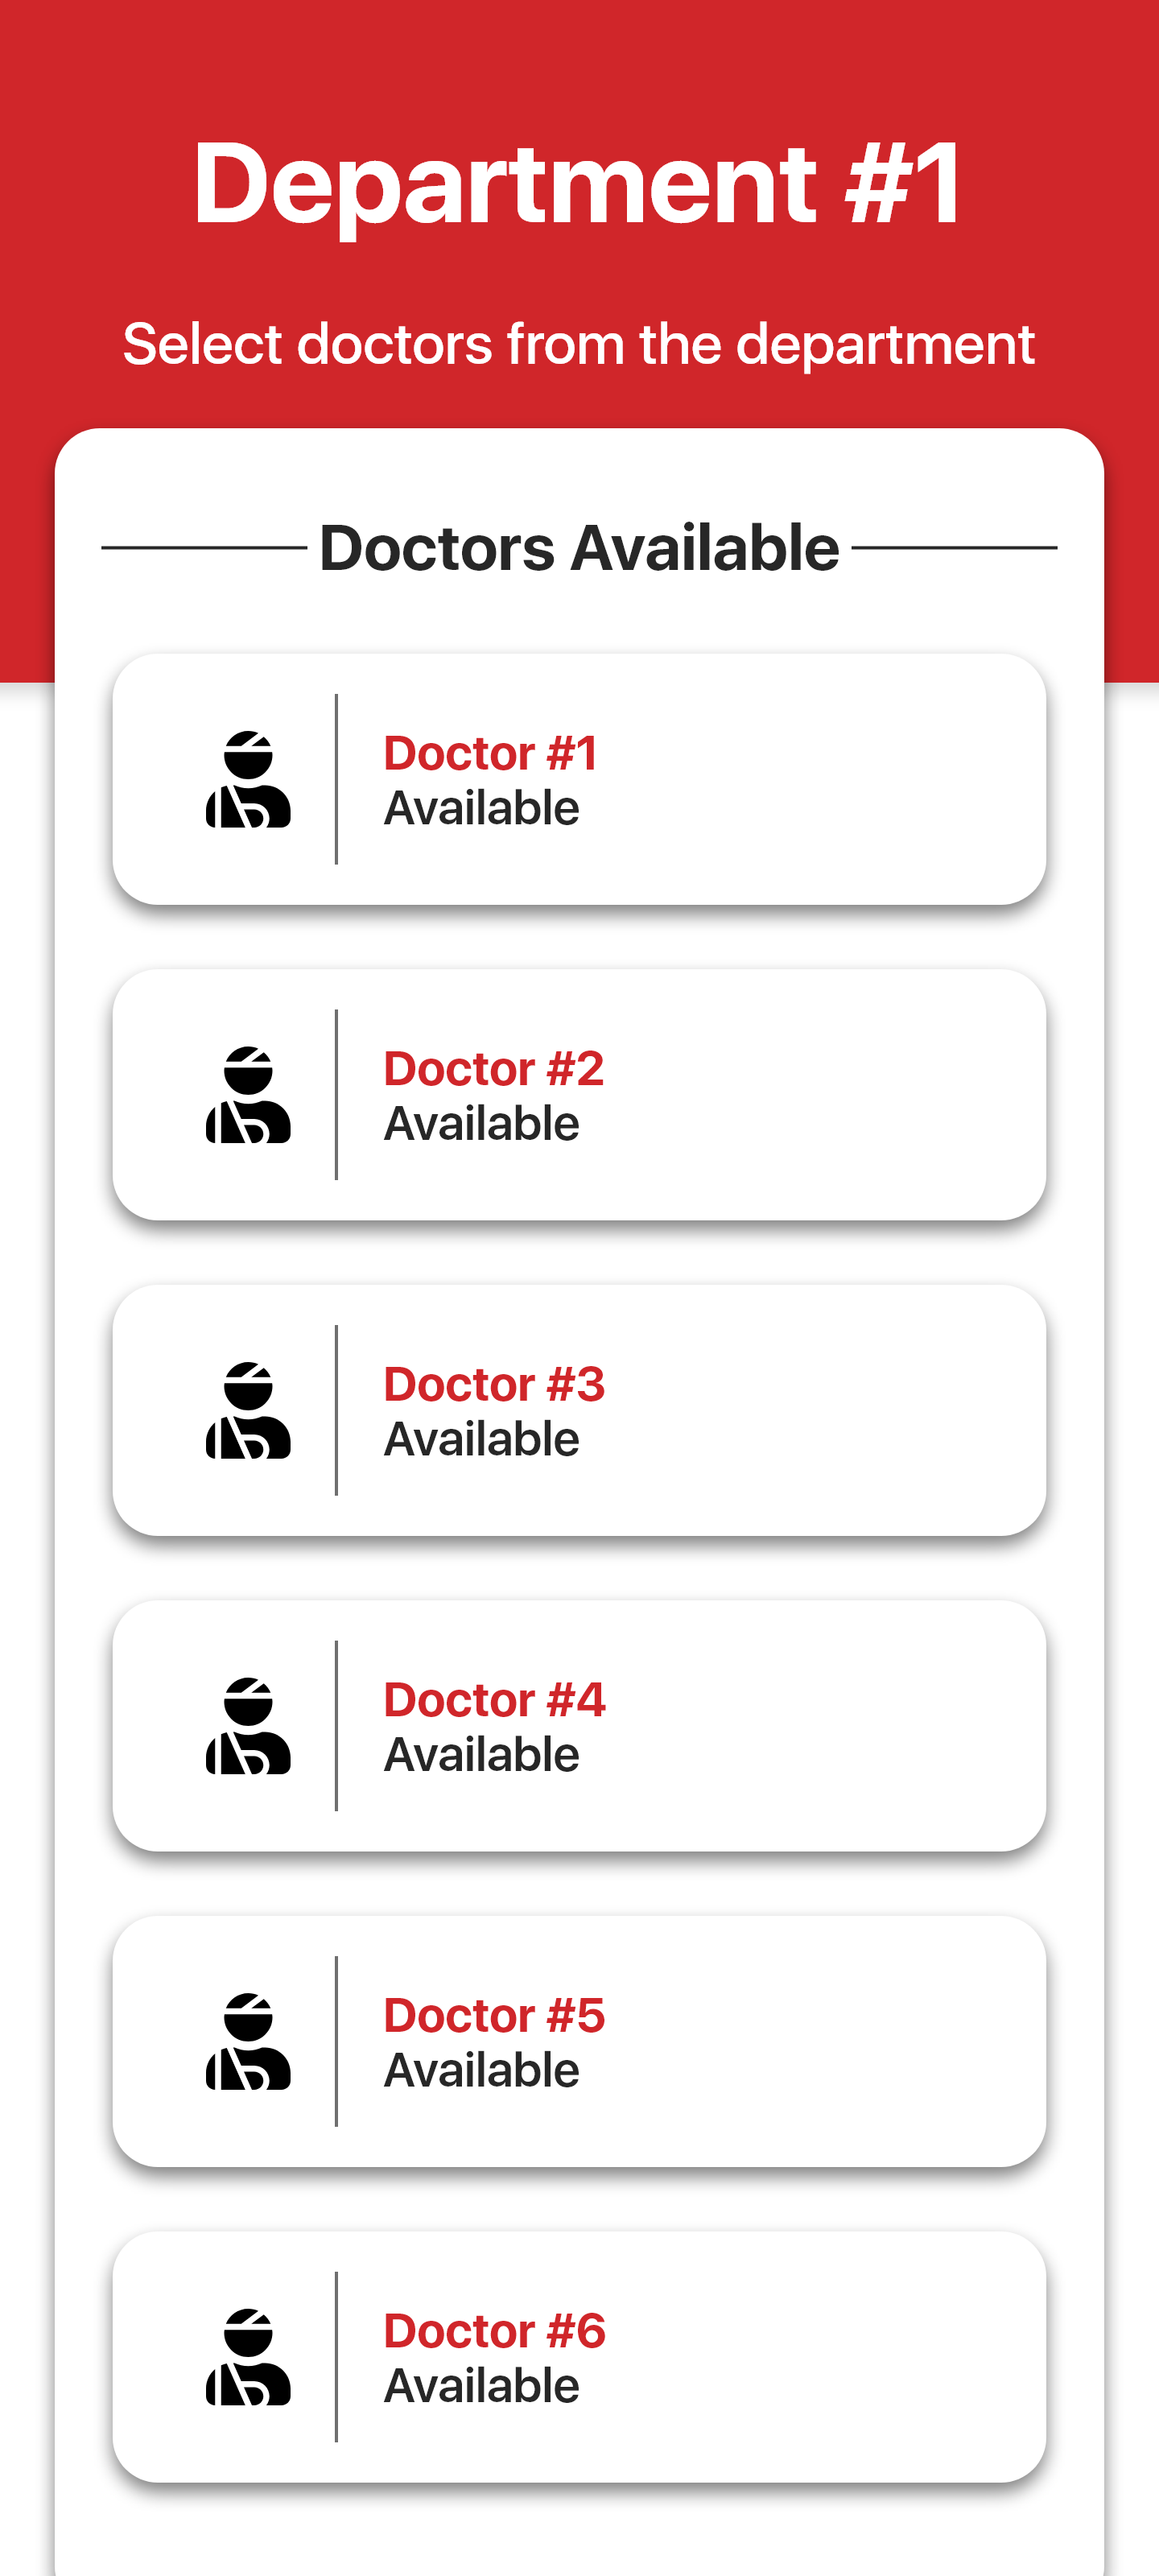 Department #1
Select doctors from the department
Doctors Available
Doctor #1
Available
Doctor #2
Available
Doctor #3
Available
Doctor #4
Available
Doctor #5
Available
Doctor #6
Available